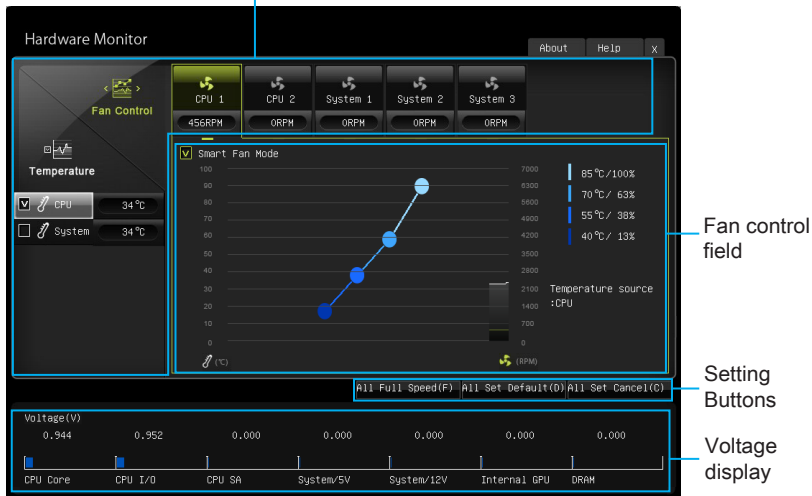 Hardware Monitor
About Help X
Fan Control
CPU 1 CPU 2 System 1 System 2 System 3
456RPM 0RPM 0RPM 0RPM 0RPM
Temperature
V CPU 34°C
System 34°C
V Smart Fan Mode
100 7000
90 6300
80 5600
70 4900
60 4200
50 3500
40 2800
30 2100
20 1400
10 700
0 0
(°C) (RPM)
85°C/100%
70°C/ 63%
55°C/ 38%
40°C/ 13%
Temperature source
:CPU
Fan control
field
All Full Speed(F) All Set Default(D) All Set Cancel(C)
Setting
Buttons
Voltage(V)
0.944 0.952 0.000 0.000 0.000 0.000 0.000
CPU Core CPU I/O CPU SA System/5V System/12V Internal GPU DRAM
Voltage
display